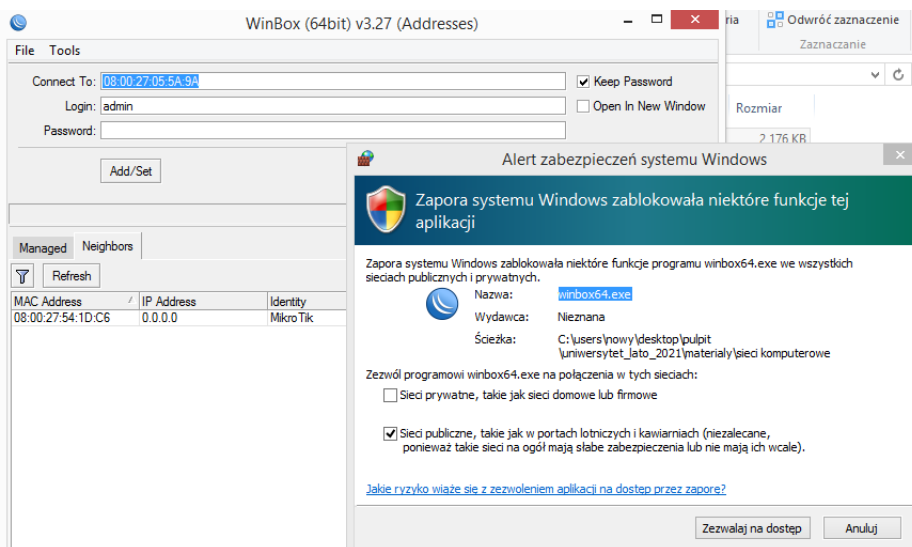 WinBox (64bit) v3.27 (Addresses)
File Tools
Connect To: 08:00:27:05:5A:9A
Keep Password
Login: admin
Open In New Window
Password:
Add/Set
Managed Neighbors
Refresh
MAC Address IP Address Identity
08:00:27:54:1D:C6 0.0.0.0 MikroTik
ria
Odwróć zaznaczenie
Zaznaczanie
Rozmiar
2 176 KB
Alert zabezpieczeń systemu Windows
Zapora systemu Windows zablokowała niektóre funkcje tej
aplikacji
Zapora systemu Windows zablokowała niektóre funkcje programu winbox64.exe we wszystkich
sieciach publicznych i prywatnych.
Nazwa: winbox64.exe
Wydawca: Nieznana
Ścieżka: C:\users\nowy\desktop\pulpit
\uniwersytet_lato_2021\materialy\sieci komputerowe
Zezwól programowi winbox64.exe na połączenia w tych sieciach:
Sieci prywatne, takie jak sieci domowe lub firmowe
Sieci publiczne, takie jak w portach lotniczych i kawiarniach (niezalecane,
ponieważ takie sieci na ogół mają słabe zabezpieczenia lub nie mają ich wcale).
Jakie ryzyko wiąże się z zezwoleniem aplikacji na dostęp przez zaporę?
Zezwalaj na dostęp Anuluj